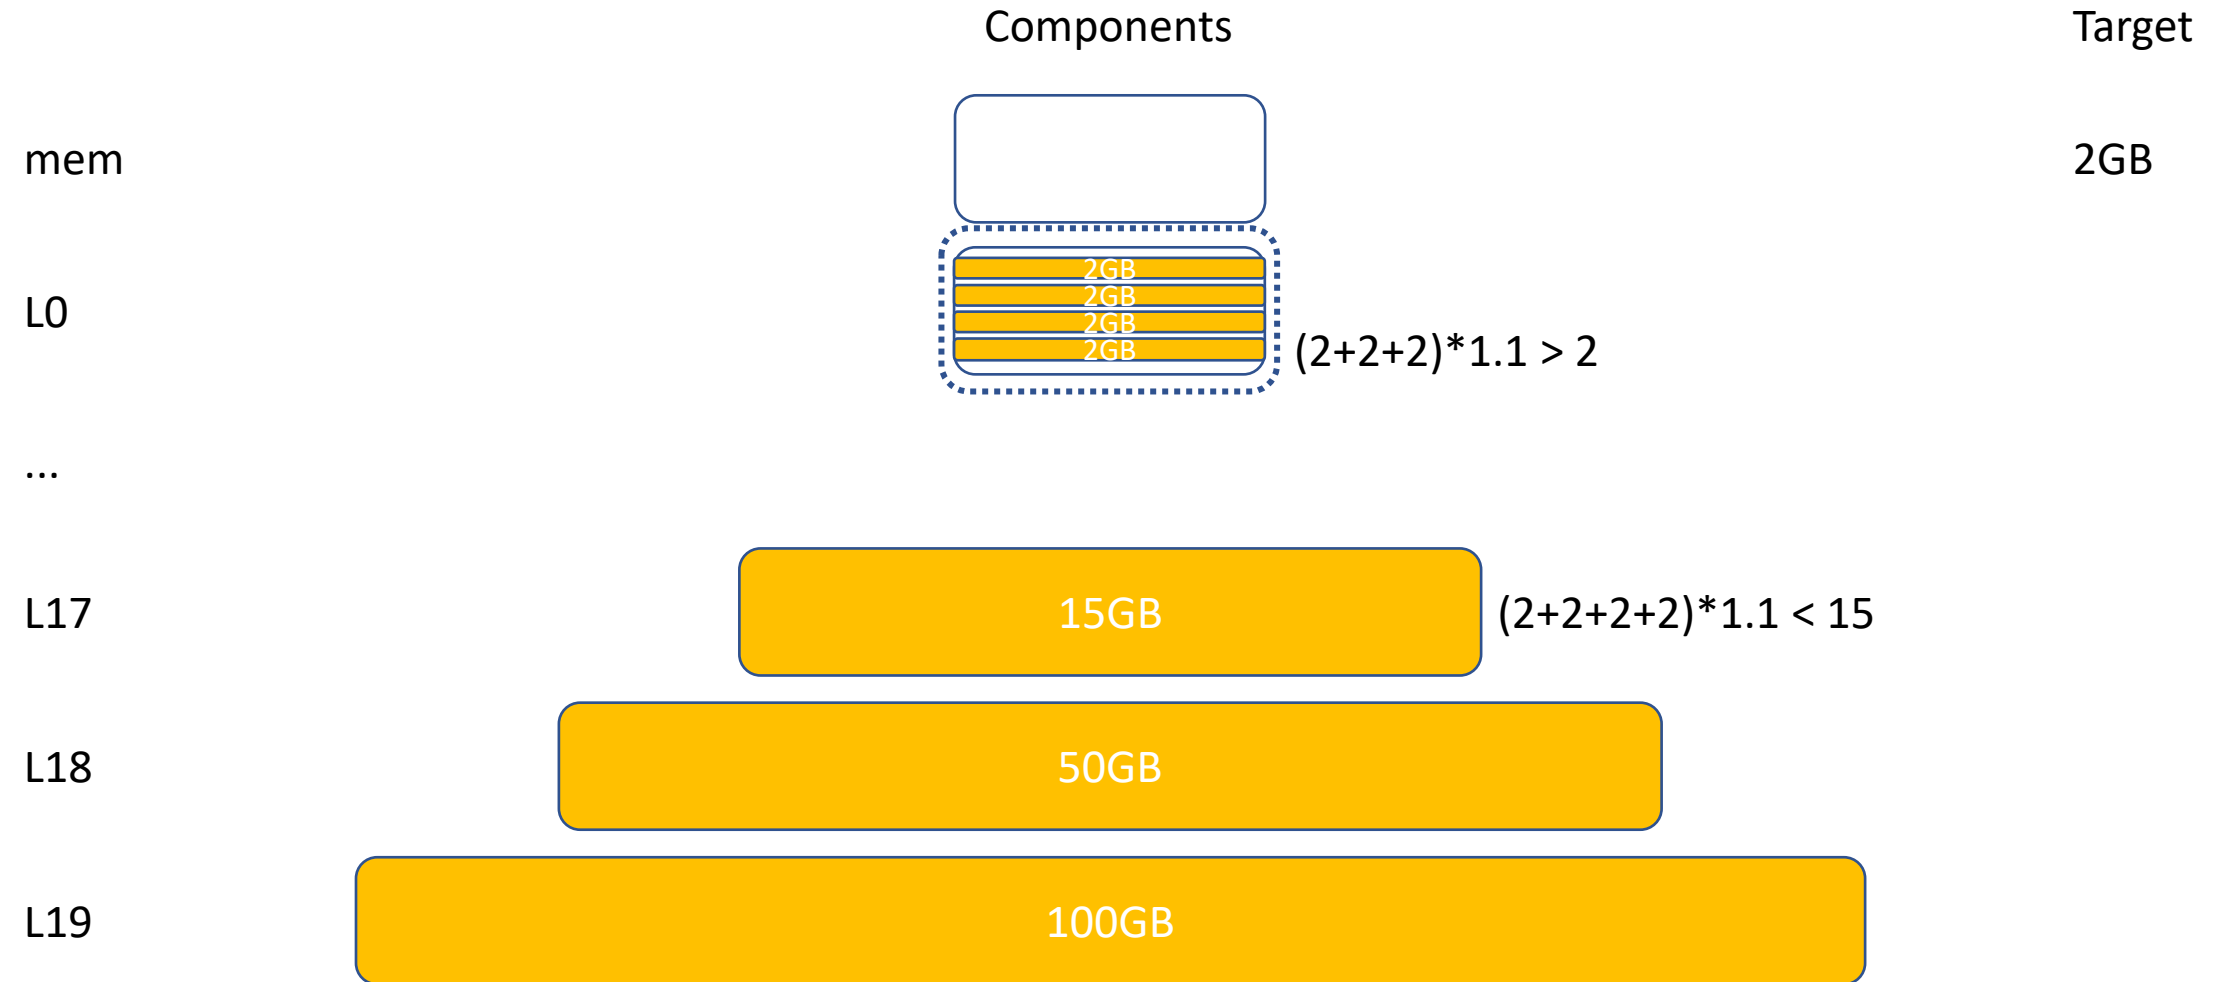 Components
Target
mem
2GB
L0
2GB
2GB
2GB
2GB
(2+2+2)*1.1 > 2
...
L17
15GB
(2+2+2+2)*1.1 < 15
L18
50GB
L19
100GB